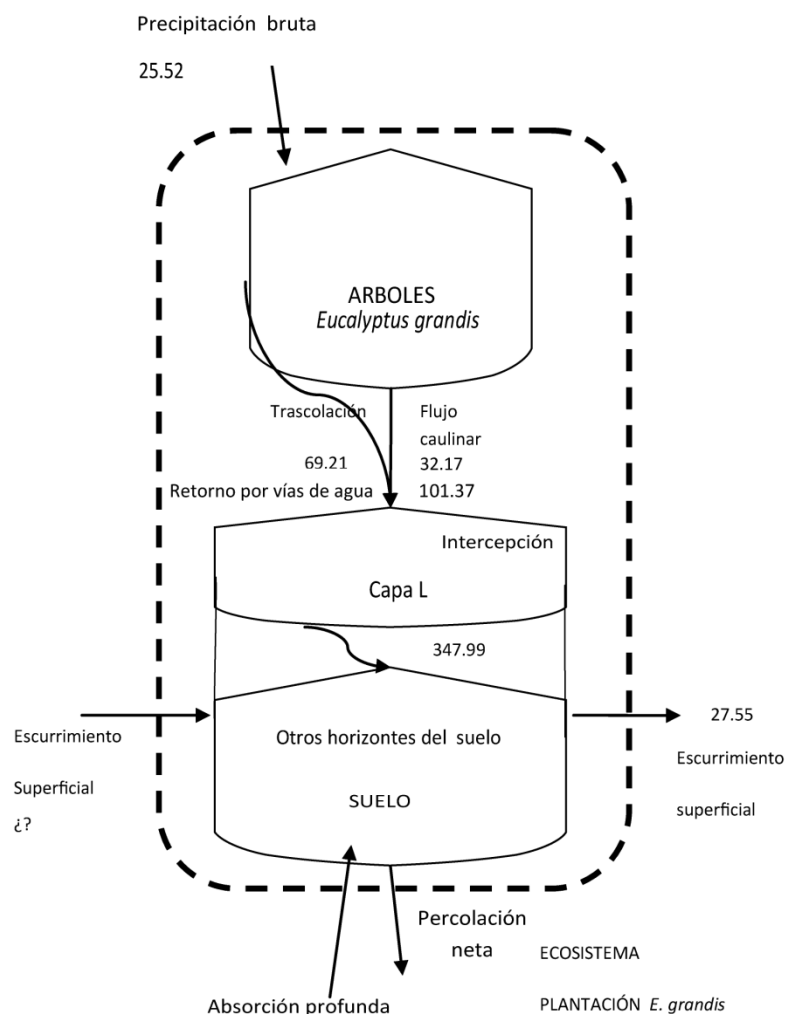 Precipitación bruta
25.52
ARBOLES
Eucalyptus grandis
Trascolación
69.21
Flujo
caulinar
32.17
Retorno por vías de agua 101.37
Intercepción
Capa L
347.99
Escurrimiento
Superficial
¿?
Otros horizontes del suelo
SUELO
27.55
Escurrimiento
superficial
Percolación
neta
Absorción profunda
ECOSISTEMA
PLANTACIÓN E. grandis